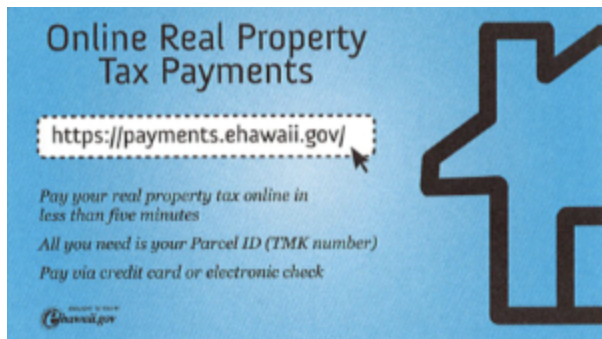 Online Real Property
Tax Payments
https://payments.ehawaii.gov/
Pay your real property tax online in
less than five minutes
All you need is your Parcel ID (TMK number)
Pay via credit card or electronic check
ehawaii.gov